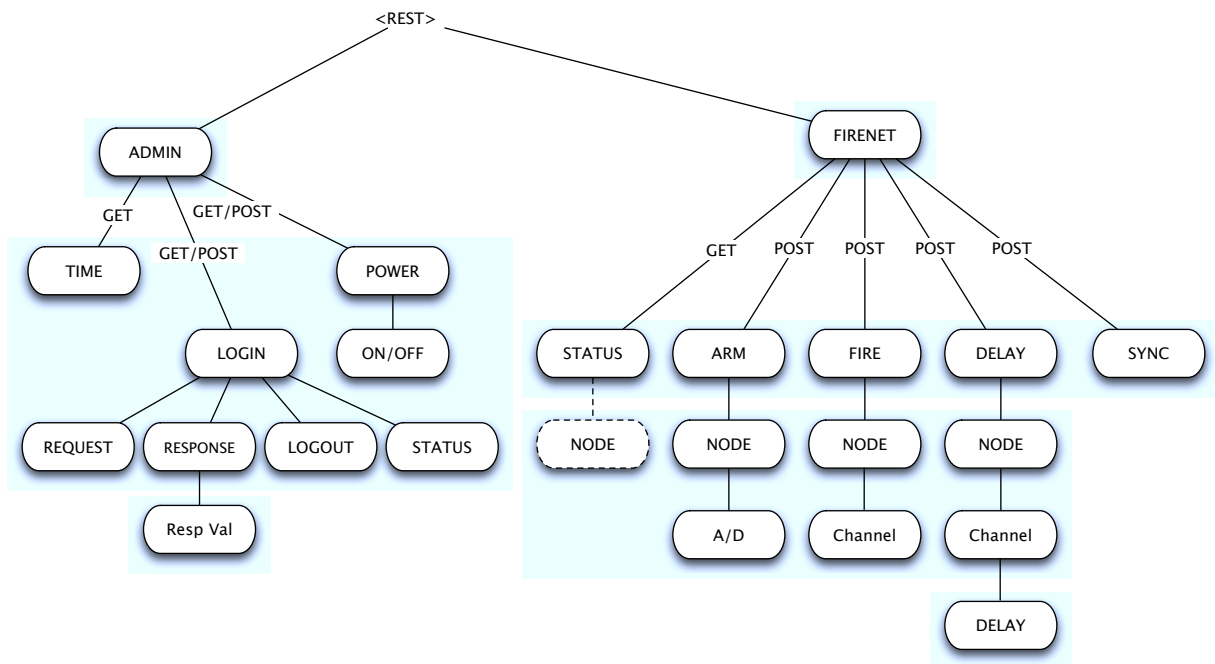 <REST>
FIRENET
ADMIN
GET
GET/POST
GET/POST
GET
POST
POST
POST
POST
TIME
POWER
LOGIN
ON/OFF
STATUS
ARM
FIRE
DELAY
SYNC
REQUEST
RESPONSE
LOGOUT
STATUS
NODE
NODE
NODE
NODE
Resp Val
A/D
Channel
Channel
DELAY